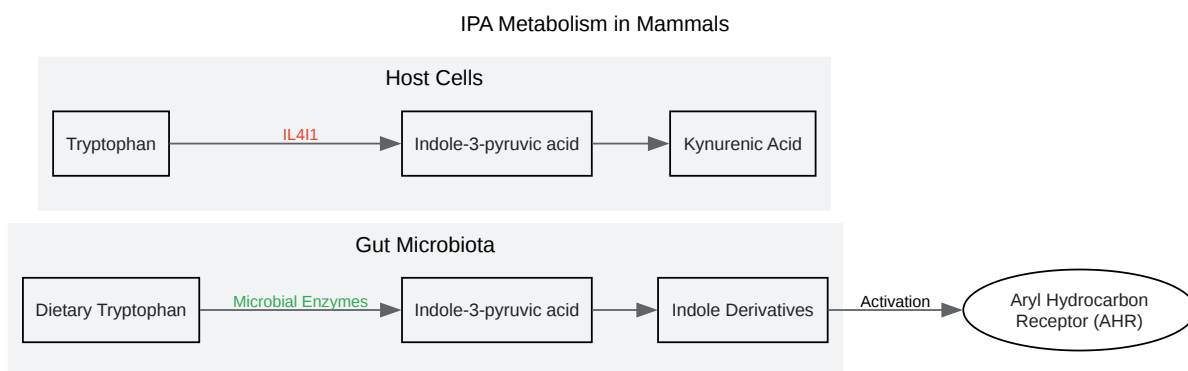 IPA Metabolism in Mammals
Host Cells
Tryptophan
IL4I1
Indole-3-pyruvic acid
Kynurenic Acid
Gut Microbiota
Dietary Tryptophan
Microbial Enzymes
Indole-3-pyruvic acid
Indole Derivatives
Activation
Aryl Hydrocarbon
Receptor (AHR)